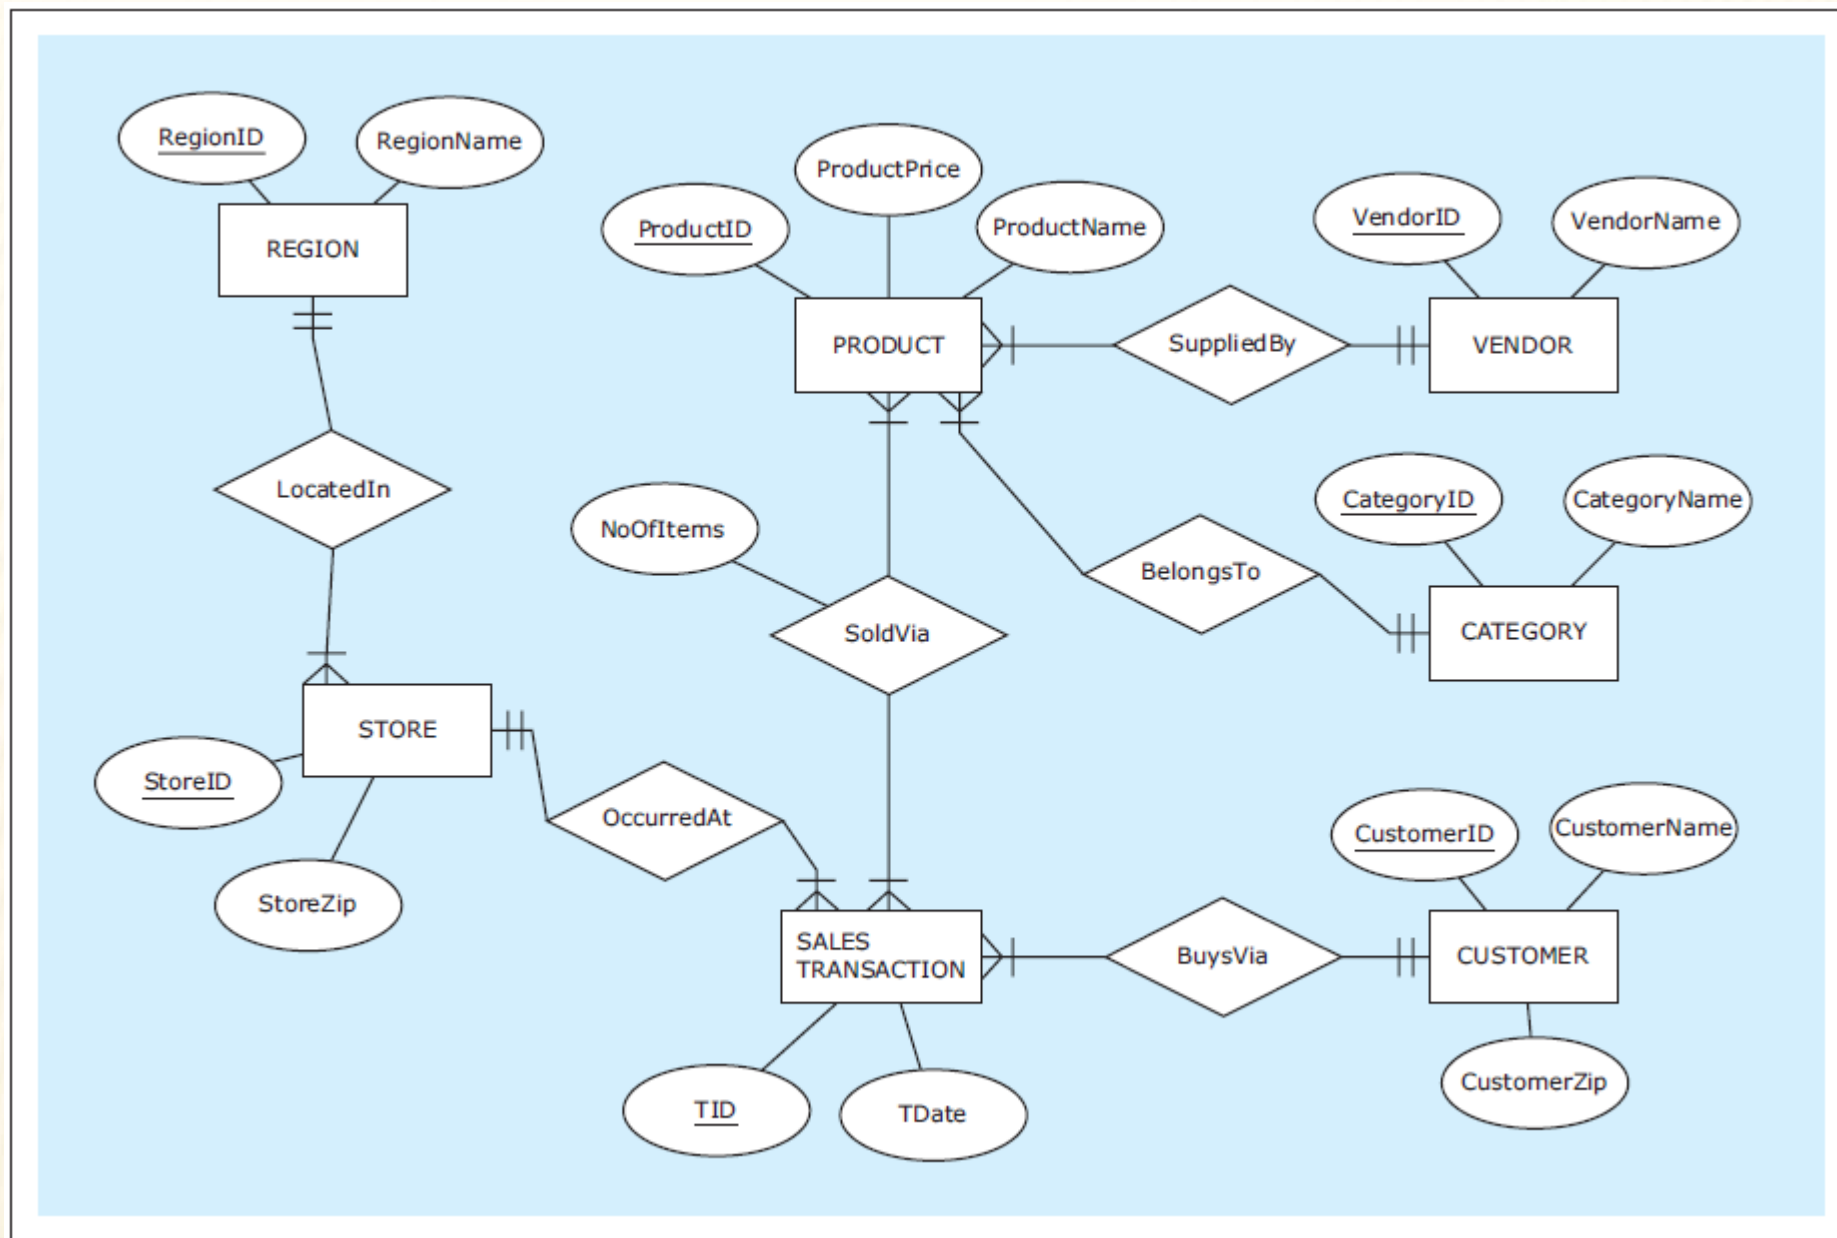 RegionID
RegionName
REGION
ProductPrice
ProductID
ProductName
PRODUCT
SuppliedBy
VendorID
VendorName
VENDOR
LocatedIn
NoOfItems
SoldVia
BelongsTo
CategoryID
CategoryName
CATEGORY
STORE
StoreID
StoreZip
OccurredAt
SALES
TRANSACTION
TID
TDate
BuysVia
CustomerID
CustomerName
CUSTOMER
CustomerZip